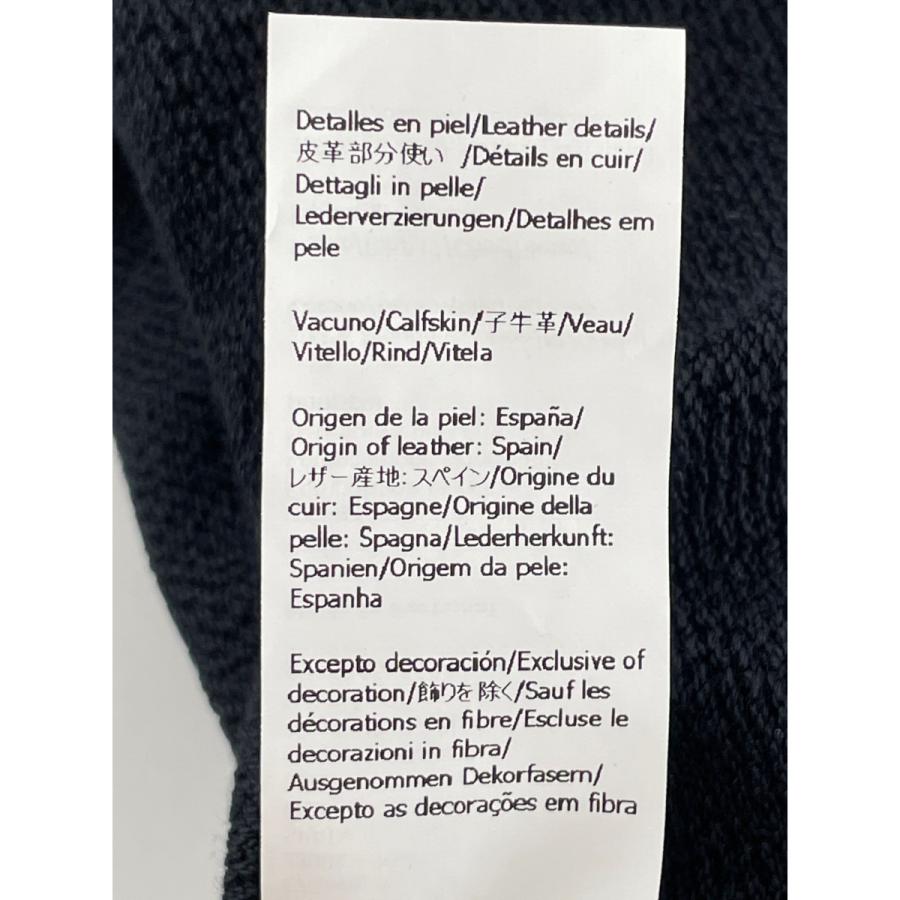 Detalles en piel/Leather details/
皮革部分使い /Détails en cuir/
Dettagli in pelle/
Lederverzierungen/Detalhes em
pele
Vacuno/Calfskin/子牛革/Veau/
Vitello/Rind/Vitela
Origen de la piel: España/
Origin of leather: Spain/
レザー産地: スペイン/Origine du
cuir: Espagne/Origine della
pelle: Spagna/Lederherkunft:
Spanien/Origem da pele:
Espanha
Excepto decoración/Exclusive of
decoration/飾りを除く/Sauf les
décorations en fibre/Escluse le
decorazioni in fibra/
Ausgenommen Dekorfasern/
Excepto as decorações em fibra